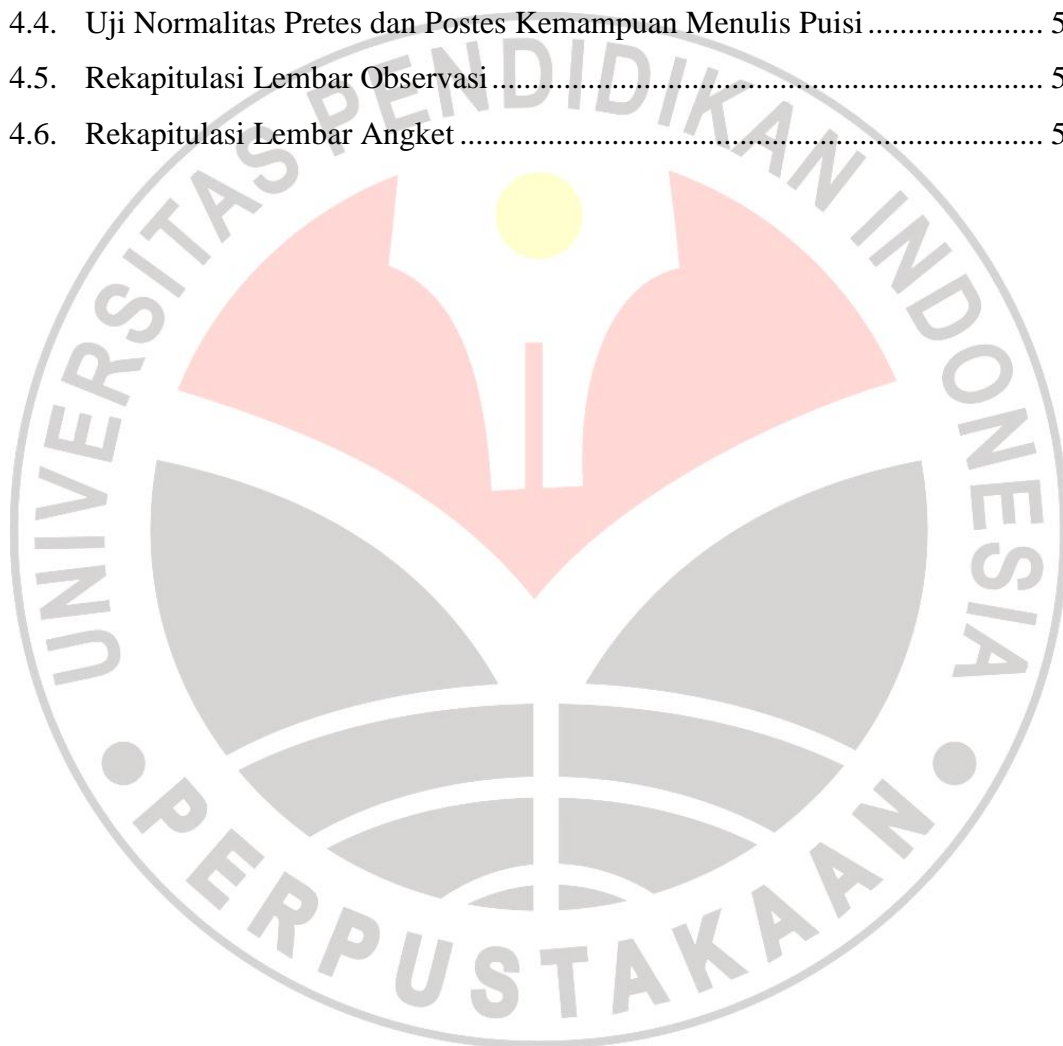 4.4. Uji Normalitas Pretes dan Postes Kemampuan Menulis Puisi .................... 5
4.5. Rekapitulasi Lembar Observasi ......................................................................... 5
4.6. Rekapitulasi Lembar Angket ............................................................................. 5
UNIVERSITAS PENDIDIKAN INDONESIA
PERPUSTAKAAN